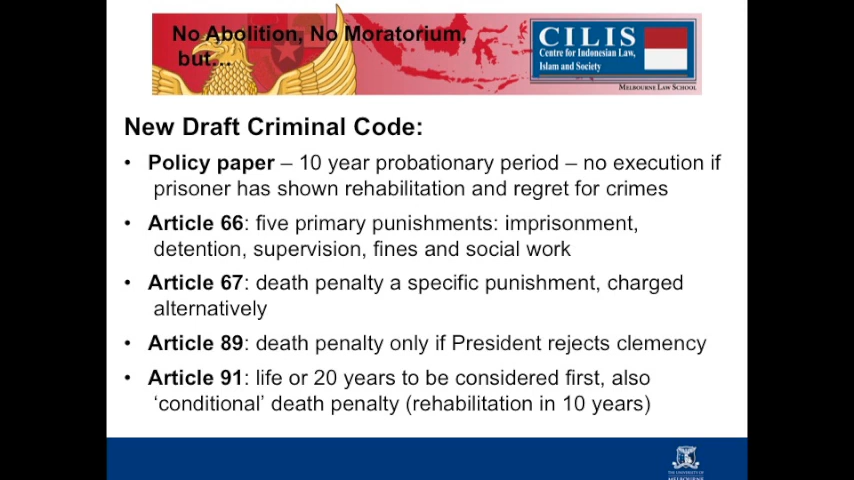 No Abolition, No Moratorium,
but…
CILIS
Centre for Indonesian Law,
Islam and Society
MELBOURNE LAW SCHOOL
New Draft Criminal Code:
• Policy paper – 10 year probationary period – no execution if
prisoner has shown rehabilitation and regret for crimes
• Article 66: five primary punishments: imprisonment,
detention, supervision, fines and social work
• Article 67: death penalty a specific punishment, charged
alternatively
• Article 89: death penalty only if President rejects clemency
• Article 91: life or 20 years to be considered first, also
‘conditional’ death penalty (rehabilitation in 10 years)
THE UNIVERSITY OF
MELBOURNE